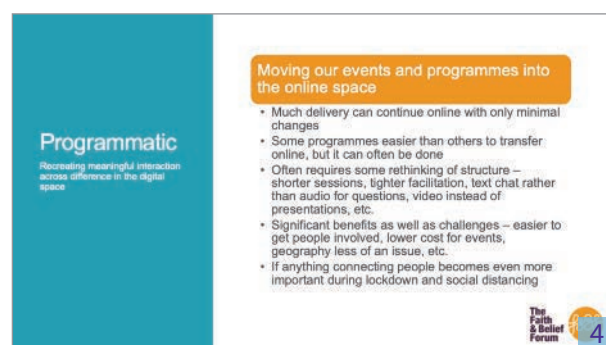 Programmatic
Recreating meaningful interaction
across difference in the digital
space
Moving our events and programmes into
the online space
• Much delivery can continue online with only minimal
changes
• Some programmes easier than others to transfer
online, but it can often be done
• Often requires some rethinking of structure –
shorter sessions, tighter facilitation, text chat rather
than audio for questions, video instead of
presentations, etc.
• Significant benefits as well as challenges – easier to
get people involved, lower cost for events,
geography less of an issue, etc.
• If anything connecting people becomes even more
important during lockdown and social distancing
The
Faith
& Belief
Forum
4